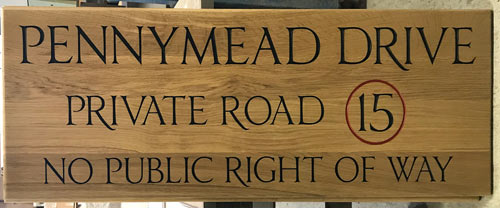 PENNYMEAD DRIVE
PRIVATE ROAD 15
NO PUBLIC RIGHT OF WAY